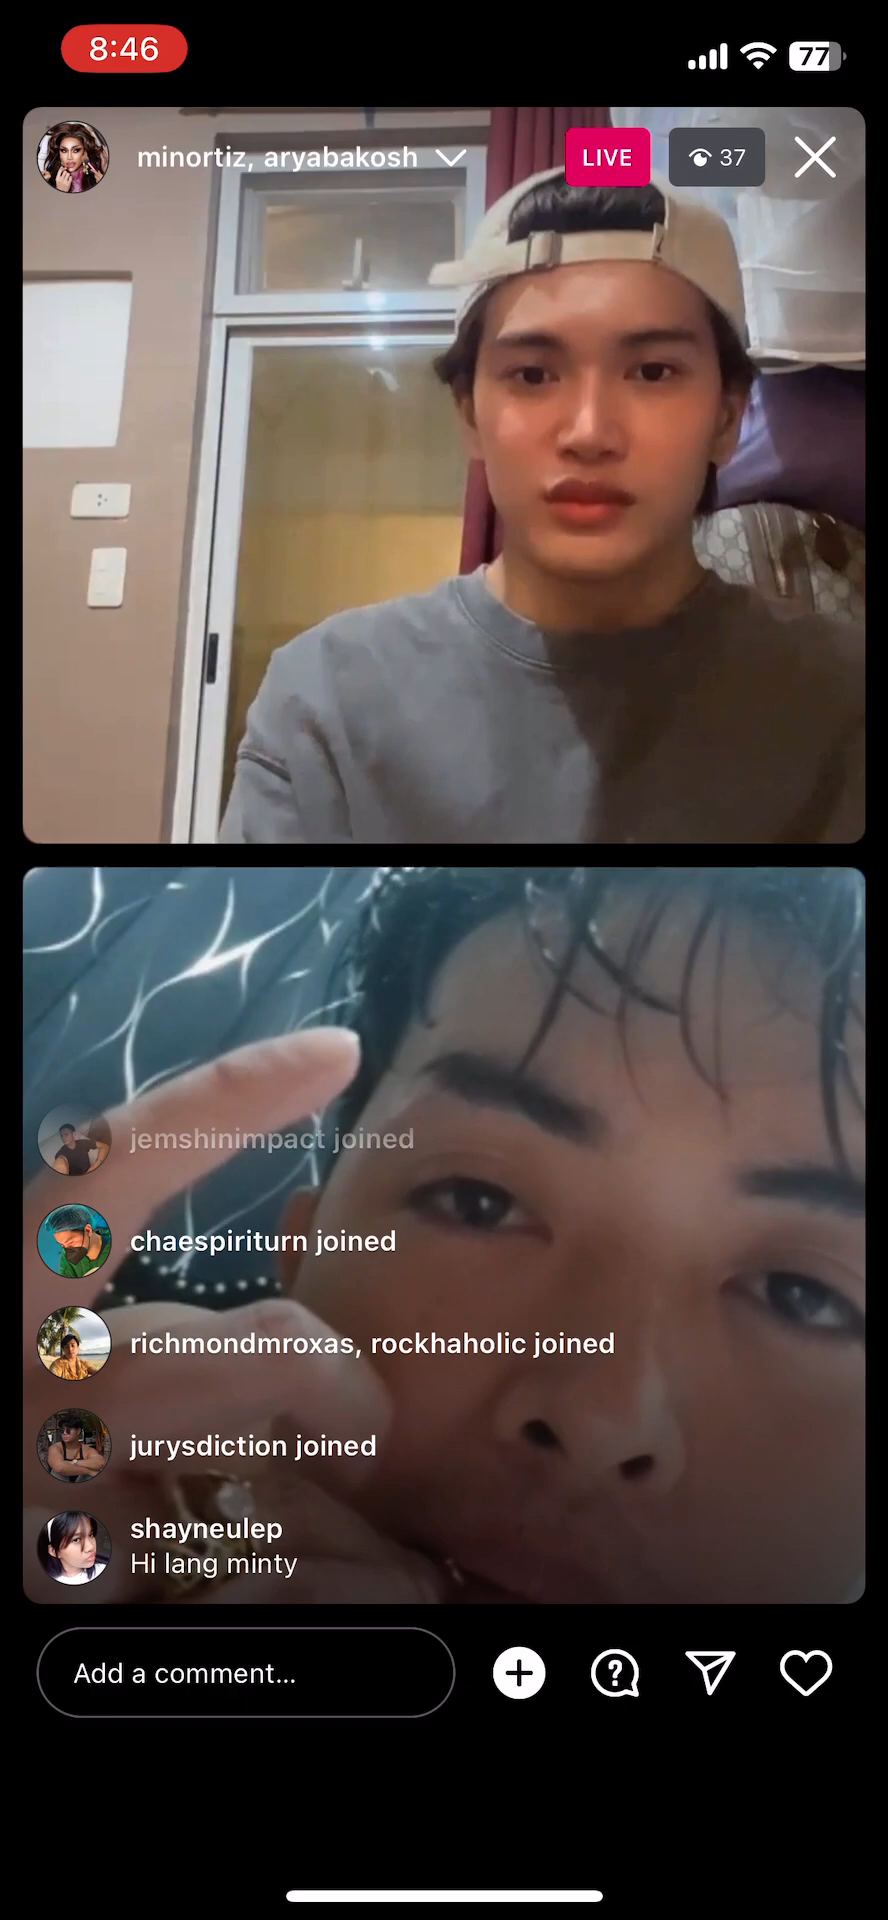 8:46
77
minortiz, aryabakosh
LIVE
37
jemshinimpact joined
chaespiriturn joined
richmondmroxas, rockhaholic joined
jurysdiction joined
shayneulep
Hi lang minty
Add a comment...